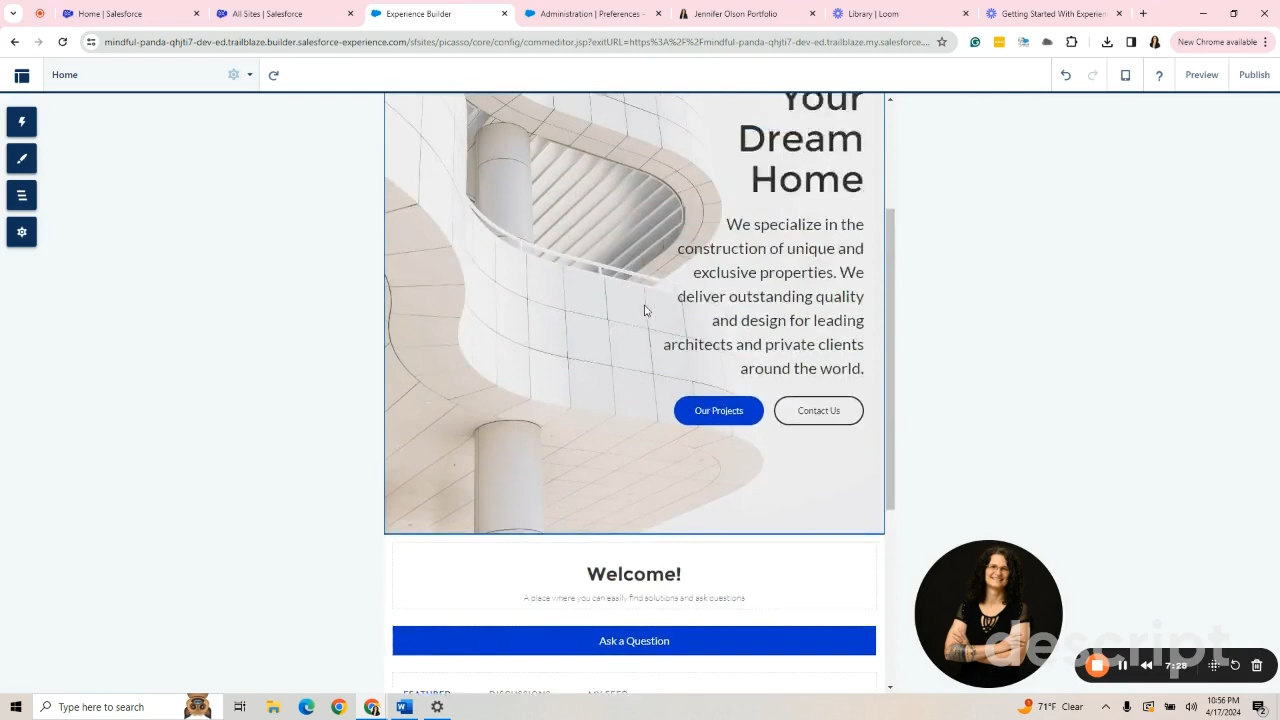 Home | Salesforce
All Sites | Salesforce
Experience Builder
Administration | Preferences -
Jennifer Olson Portfolio
Library | Loom
Getting Started With Experien
mindful-panda-qhjti7-dev-ed.trailblaze.builder.salesforce-experience.com/sfsites/picasso/core/config/commeditor.jsp?exitURL=https%3A%2F%2Fmindful-panda-qhjti7-dev-ed.trailblaze.my.salesforce....
New Chrome available
Home
?
Preview
Publish
Your
Dream
Home
We specialize in the
construction of unique and
exclusive properties. We
deliver outstanding quality
and design for leading
architects and private clients
around the world.
Our Projects
Contact Us
Welcome!
A place where you can easily find solutions and ask questions
Ask a Question
FEATURED
DISCUSSIONS
MY FEED
descript
7:28
Type here to search
71°F Clear
10:56 PM
4/17/2024
2